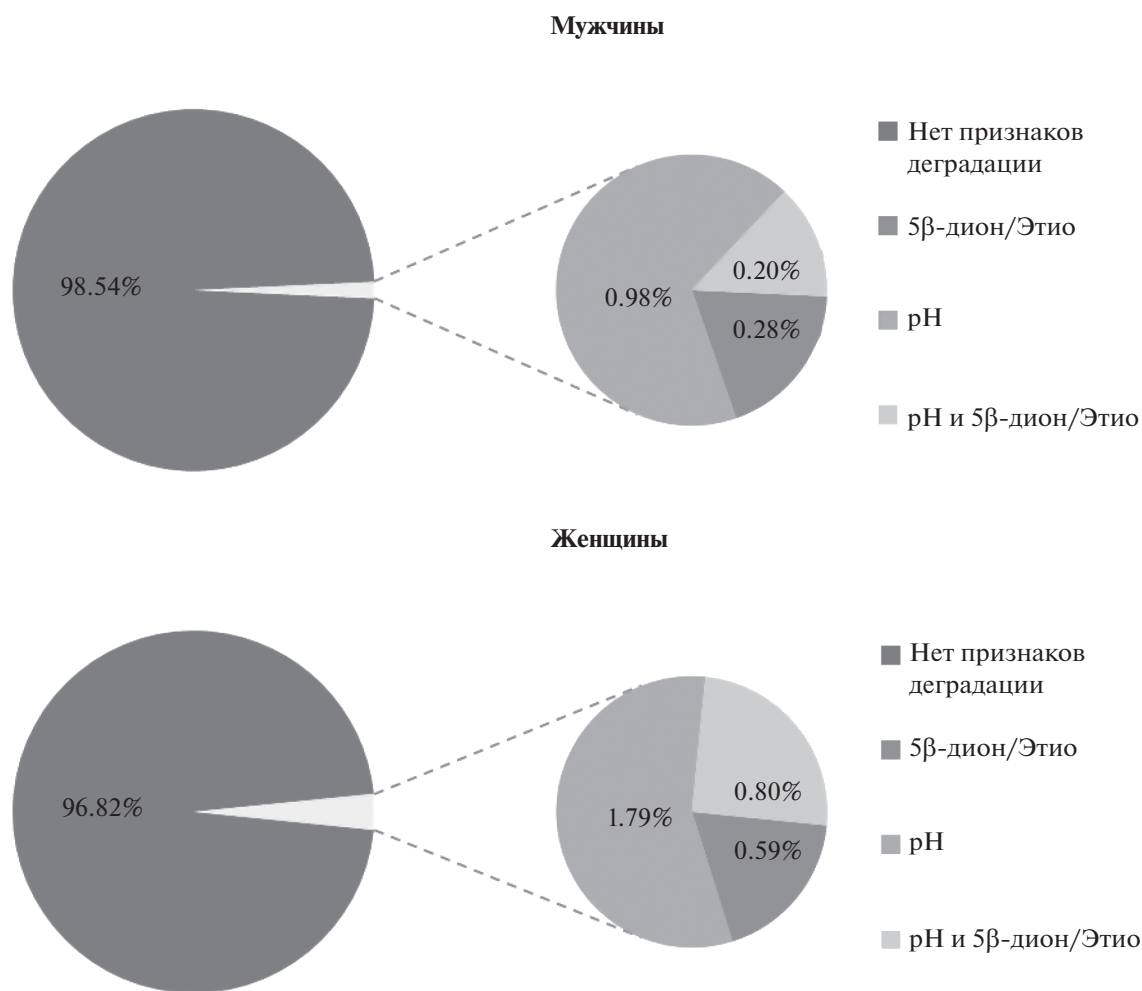 Мужчины
98.54%
0.98%
0.20%
0.28%
Нет признаков
деградации
5β-дион/Этио
pH
pH и 5β-дион/Этио
Женщины
96.82%
1.79%
0.80%
0.59%
Нет признаков
деградации
5β-дион/Этио
pH
pH и 5β-дион/Этио